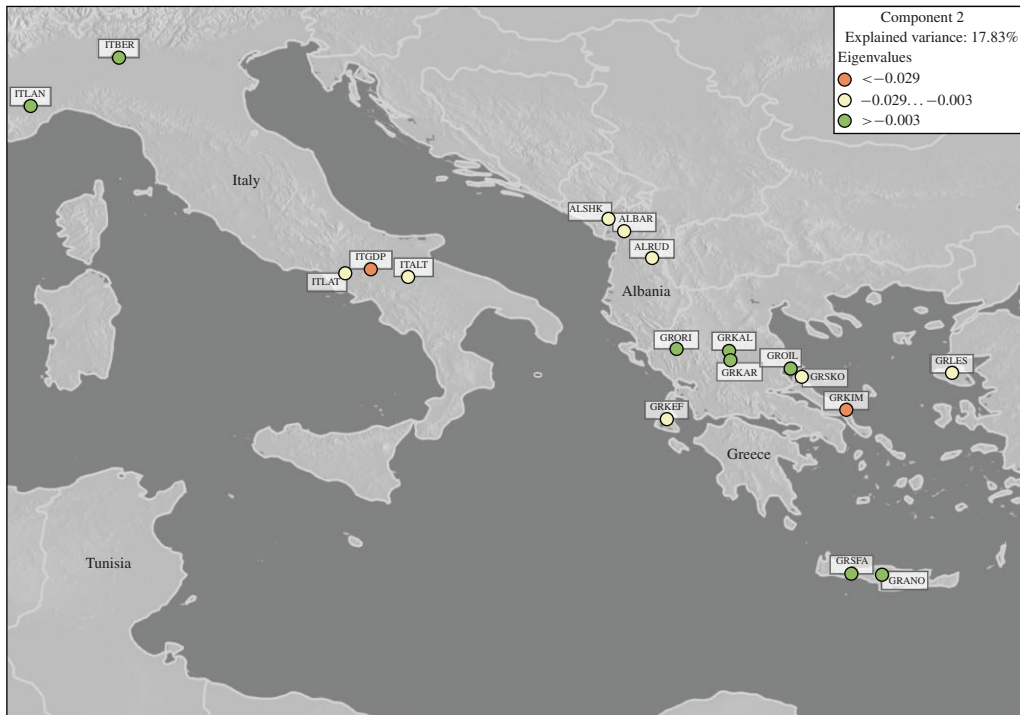 Component 2
Explained variance: 17.83%
Eigenvalues
<−0.029
−0.029...−0.003
>−0.003
ITBER
ITLAN
Italy
ALSHK
ALBAR
ALRUD
ITGDP
ITALT
ITLAT
Albania
GRORI
GRKAL
GRKAR
GROIL
GRSKO
GRLES
GRKIM
GRKEF
Greece
Tunisia
GRSFA
GRANO